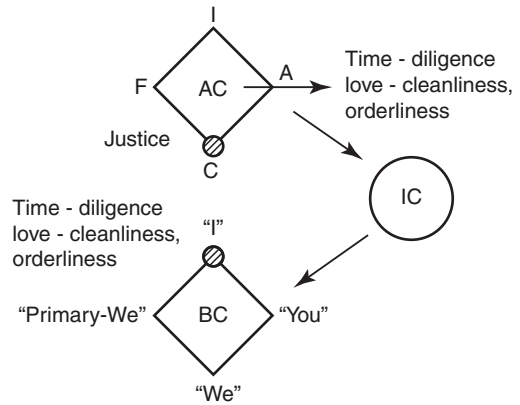 I
F
AC
A
Time - diligence
love - cleanliness,
orderliness
Justice
C
IC
Time - diligence
love - cleanliness,
orderliness
“I”
“Primary-We”
BC
“You”
“We”